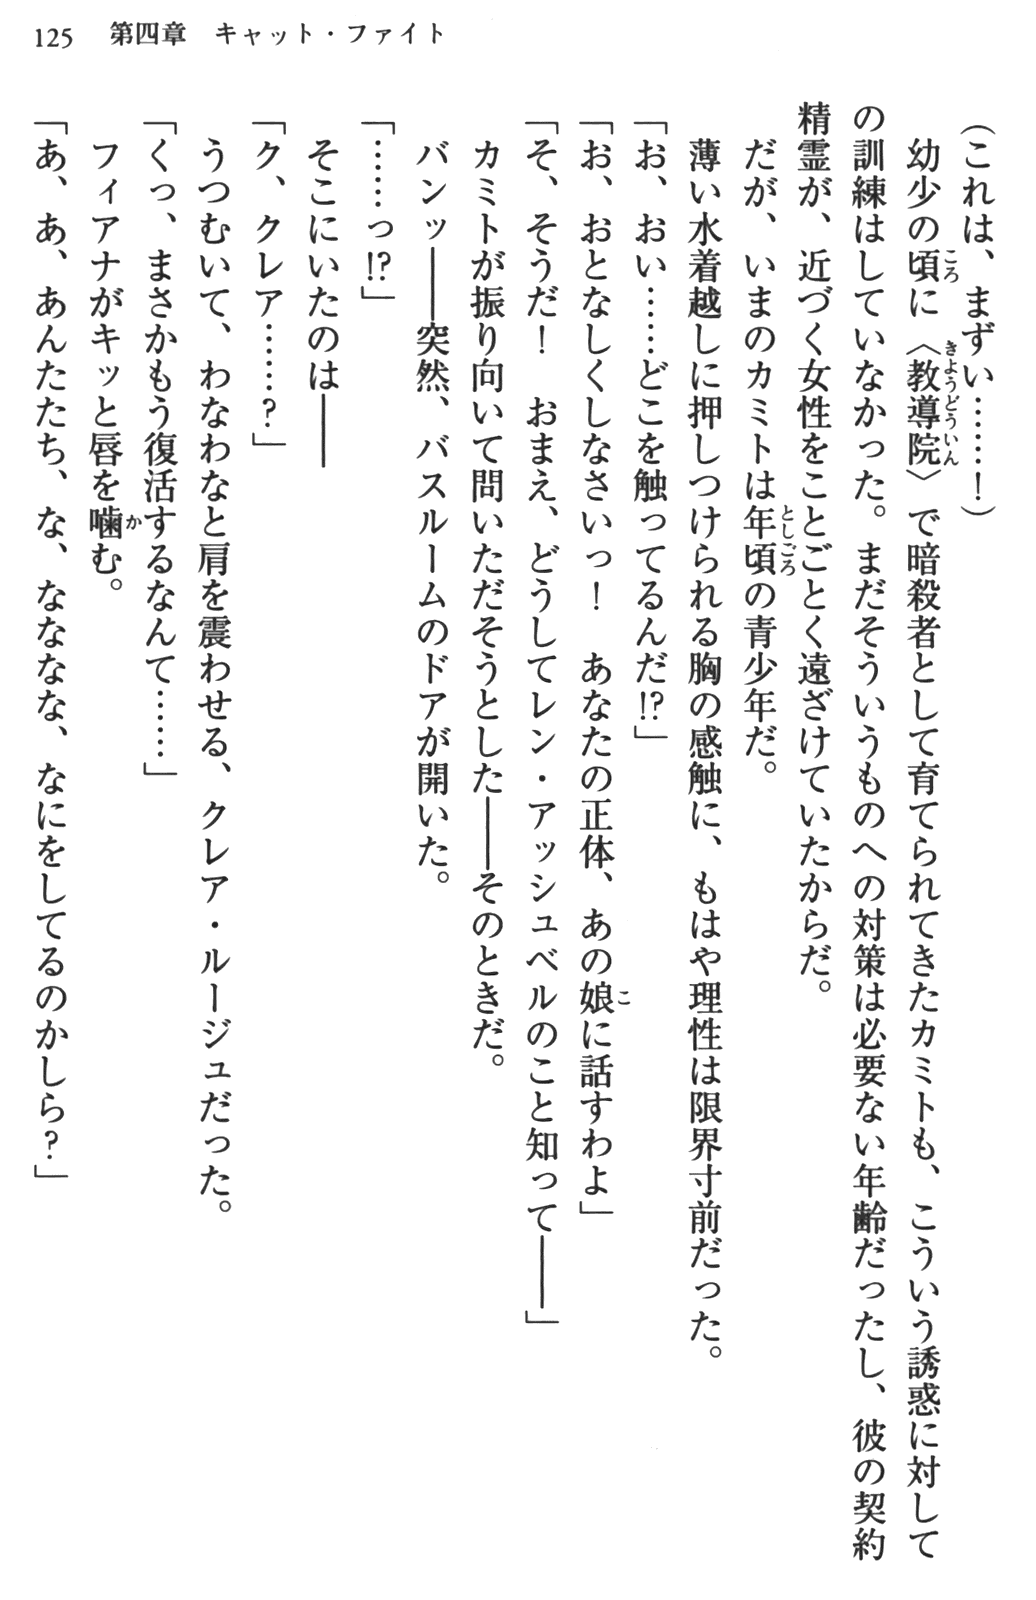 125　第四章　キャット・ファイト
（これは、まずい……！）
　幼少の頃に〈教導院〉で暗殺者として育てられてきたカミトも、こういう誘惑に対して
の訓練はしていなかった。まだそういうものへの対策は必要ない年齢だったし、彼の契約
精霊が、近づく女性をことごとく遠ざけていたからだ。
　だが、いまのカミトは年頃の青少年だ。
　薄い水着越しに押しつけられる胸の感触に、もはや理性は限界寸前だった。
「お、おい……どこを触ってるんだ!?」
「お、おとなしくしなさいっ！　あなたの正体、あの娘に話すわよ」
「そ、そうだ！　おまえ、どうしてレン・アッシュベルのこと知って――」
　カミトが振り向いて問いただそうとした――そのときだ。
　バンッ――突然、バスルームのドアが開いた。
「……っ!?」
　そこにいたのは――
「ク、クレア……？」
　うつむいて、わなわなと肩を震わせる、クレア・ルージュだった。
「くっ、まさかもう復活するなんて……」
　フィアナがキッと唇を噛む。
「あ、あ、あんたたち、な、なななな、なにをしてるのかしら？」